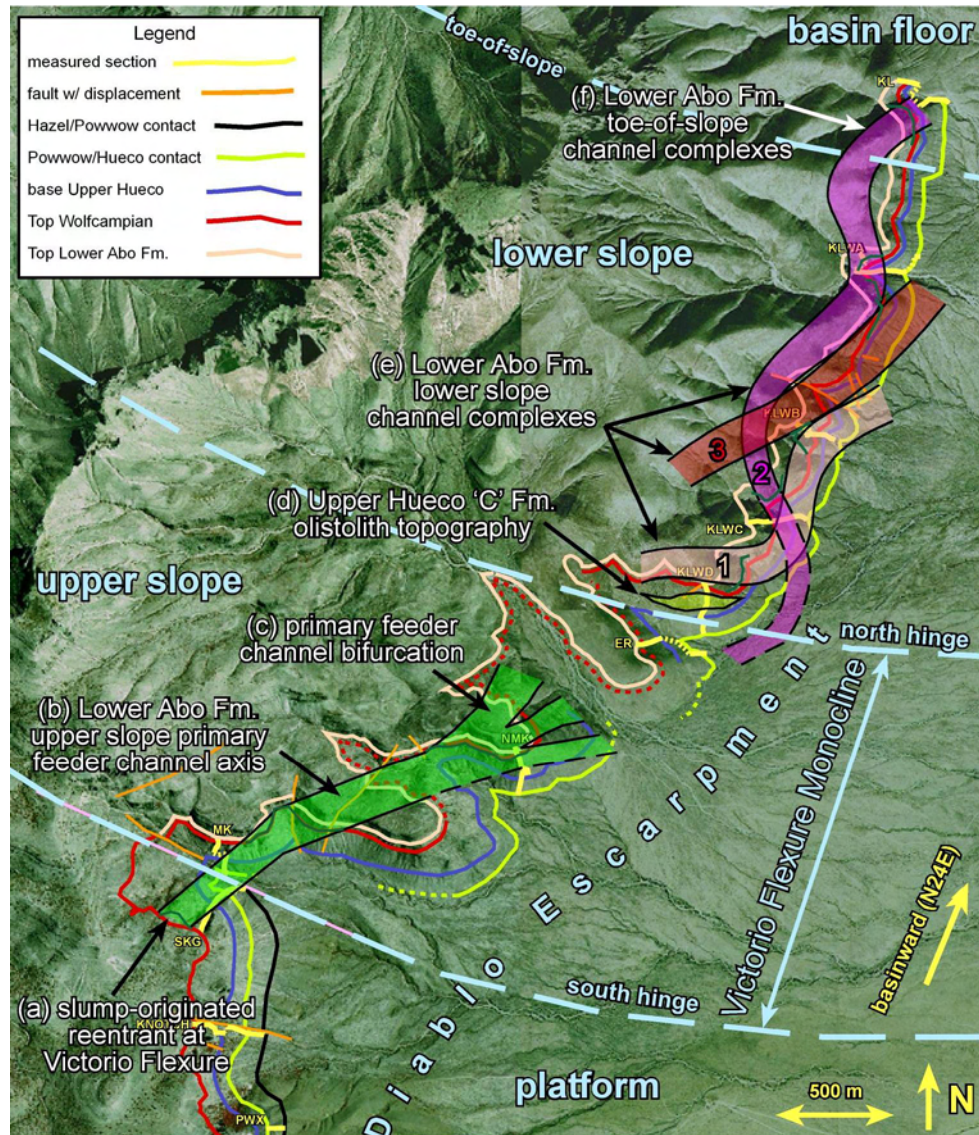 Legend
measured section
fault w/ displacement
Hazel/Powwow contact
Powwow/Hueco contact
base Upper Hueco
Top Wolfcampian
Top Lower Abo Fm.
toe-of-slope
basin floor
KL
(f) Lower Abo Fm.
toe-of-slope
channel complexes
lower slope
KLWA
(e) Lower Abo Fm.
lower slope
channel complexes
KLWB
3
2
(d) Upper Hueco ‘C’ Fm.
olistolith topography
KLWC
1
KLWD
upper slope
ER
north hinge
(c) primary feeder
channel bifurcation
NMK
(b) Lower Abo Fm.
upper slope primary
feeder channel axis
MK
SKG
Diablo Escarpment
Victorio Flexure Monocline
basinward (N24E)
south hinge
(a) slump-originated
reentrant at
Victorio Flexure
platform
500 m
N
PWX